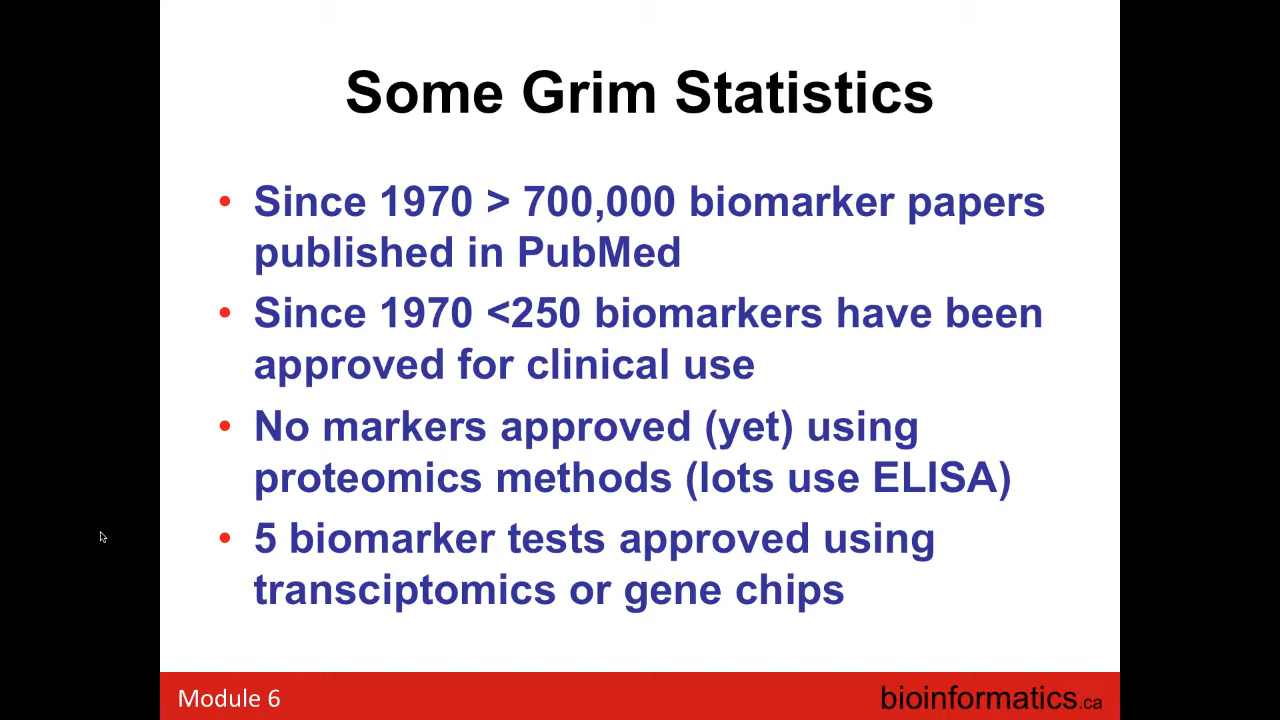 Some Grim Statistics
• Since 1970 > 700,000 biomarker papers
published in PubMed
• Since 1970 <250 biomarkers have been
approved for clinical use
• No markers approved (yet) using
proteomics methods (lots use ELISA)
• 5 biomarker tests approved using
transciptomics or gene chips
Module 6
bioinformatics.ca